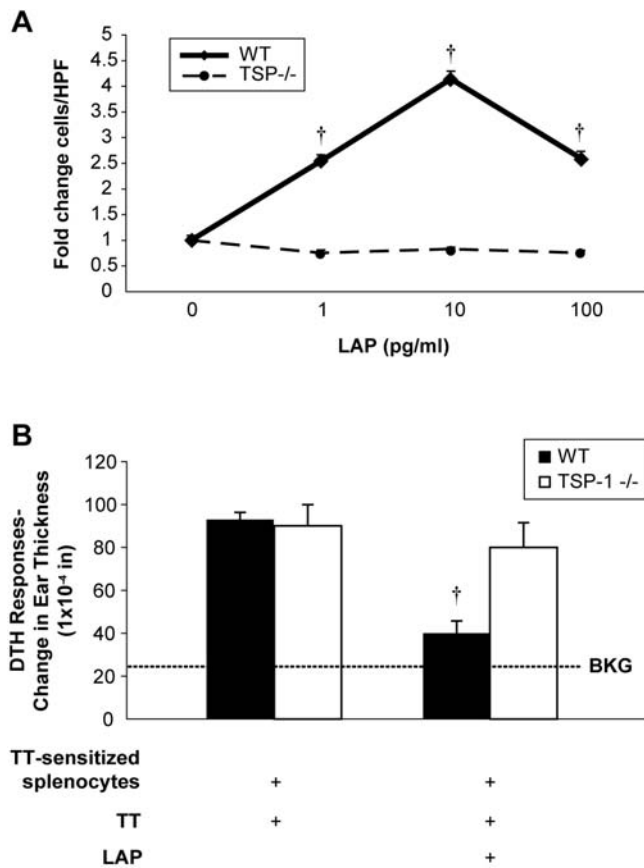 A
WT
TSP-/-
Fold change cells/HPF
5
4.5
4
3.5
3
2.5
2
1.5
1
0.5
0
†
†
†
0 1 10 100
LAP (pg/ml)
B
WT
TSP-1 -/-
DTH Responses-
Change in Ear Thickness
(1x10⁻⁴ in)
120
100
80
60
40
20
0
†
BKG
TT-sensitized
splenocytes + +
TT + +
LAP +